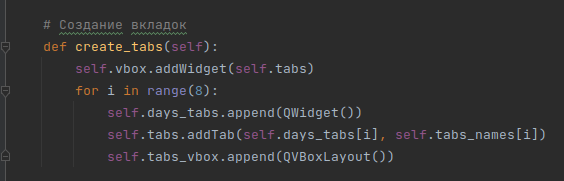 # Создание вкладок
def create_tabs(self):
self.vbox.addWidget(self.tabs)
for i in range(8):
self.days_tabs.append(QWidget())
self.tabs.addTab(self.days_tabs[i], self.tabs_names[i])
self.tabs_vbox.append(QVBoxLayout())